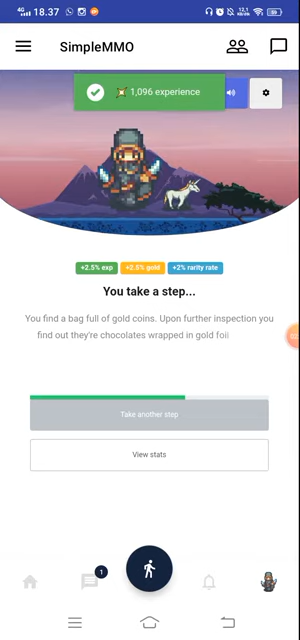 4G 18.37
SimpleMMO
1,096 experience
+2.5% exp +2.5% gold +2% rarity rate
You take a step...
You find a bag full of gold coins. Upon further inspection you
find out they're chocolates wrapped in gold foil
Take another step
View stats
1